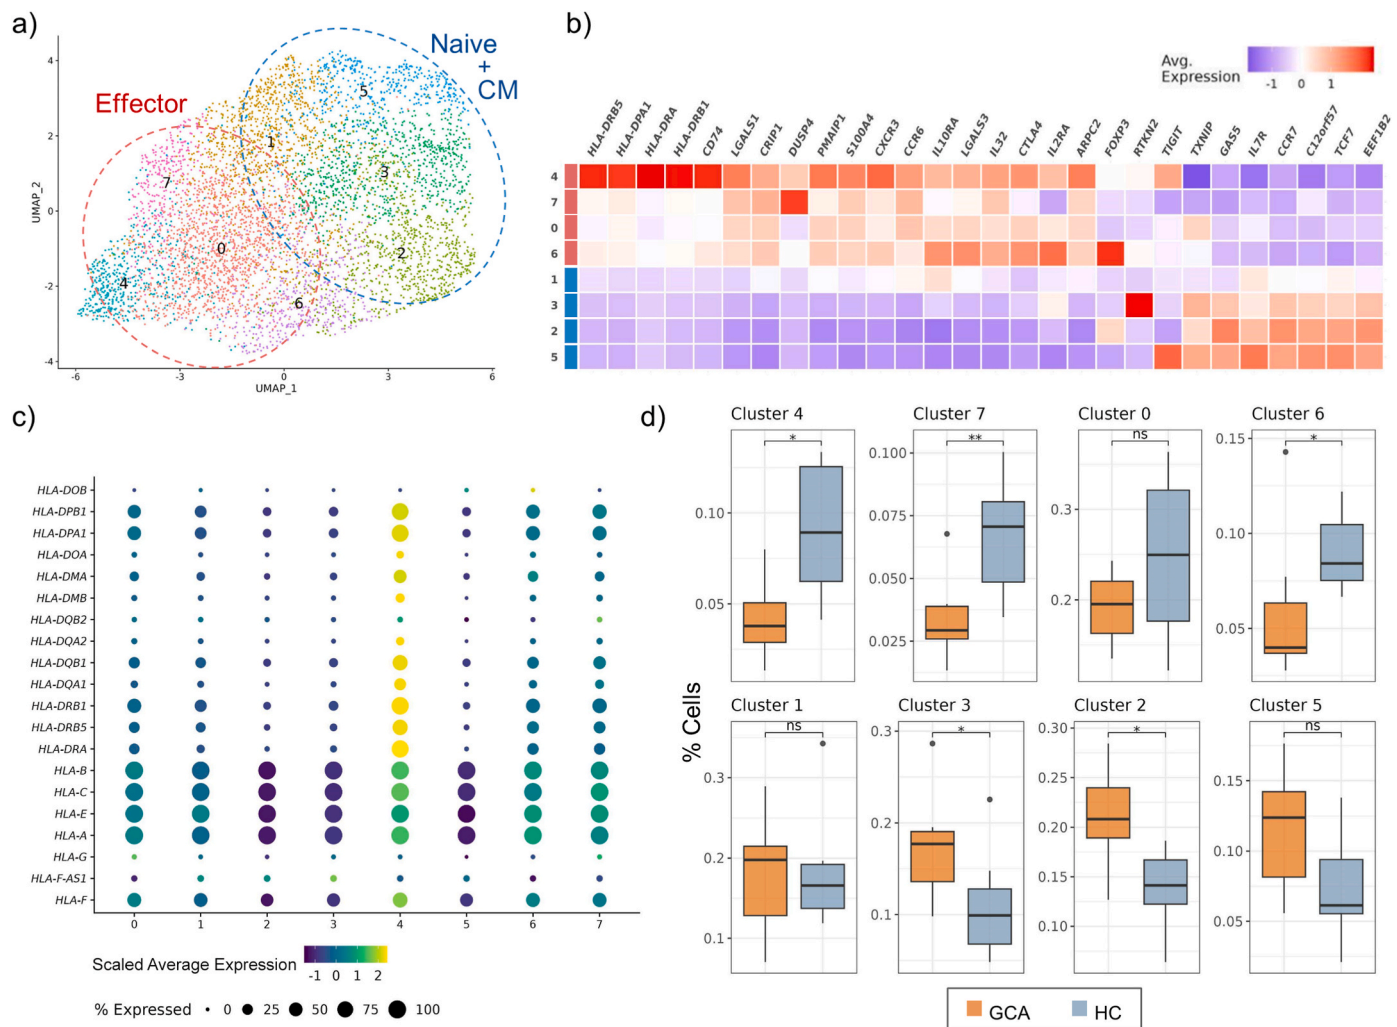 a)
Naive
+
CM
Effector
4
2
0
-2
-4
UMAP_2
5
1
7
3
0
2
4
6
-6
-3
0
3
6
UMAP_1
b)
Avg.
Expression
-1 0 1
HLA-DRB5 HLA-DPA1 HLA-DRA HLA-DRB1 CD74 LGALS1 CRIP1 DUSP4 PMAIP1 S100A4 CXCR3 CCR6 IL10RA LGALS3 IL32 CTLA4 IL2RA ARPC2 FOXP3 RTKN2 TIGIT TXNIP GAS5 IL7R CCR7 C12orf57 TCF7 EEF1B2
4
7
0
6
1
3
2
5
c)
HLA-DOB
HLA-DPB1
HLA-DPA1
HLA-DOA
HLA-DMA
HLA-DMB
HLA-DQB2
HLA-DQA2
HLA-DQB1
HLA-DQA1
HLA-DRB1
HLA-DRB5
HLA-DRA
HLA-B
HLA-C
HLA-E
HLA-A
HLA-G
HLA-F-AS1
HLA-F
0 1 2 3 4 5 6 7
Scaled Average Expression
-1 0 1 2
% Expressed 0 25 50 75 100
d)
% Cells
Cluster 4
*
0.10
0.05
Cluster 7
**
0.100
0.075
0.050
0.025
Cluster 0
ns
0.3
0.2
Cluster 6
*
0.15
0.10
0.05
Cluster 1
ns
0.3
0.2
0.1
Cluster 3
*
0.3
0.2
0.1
Cluster 2
*
0.30
0.25
0.20
0.15
0.10
Cluster 5
ns
0.15
0.10
0.05
GCA HC